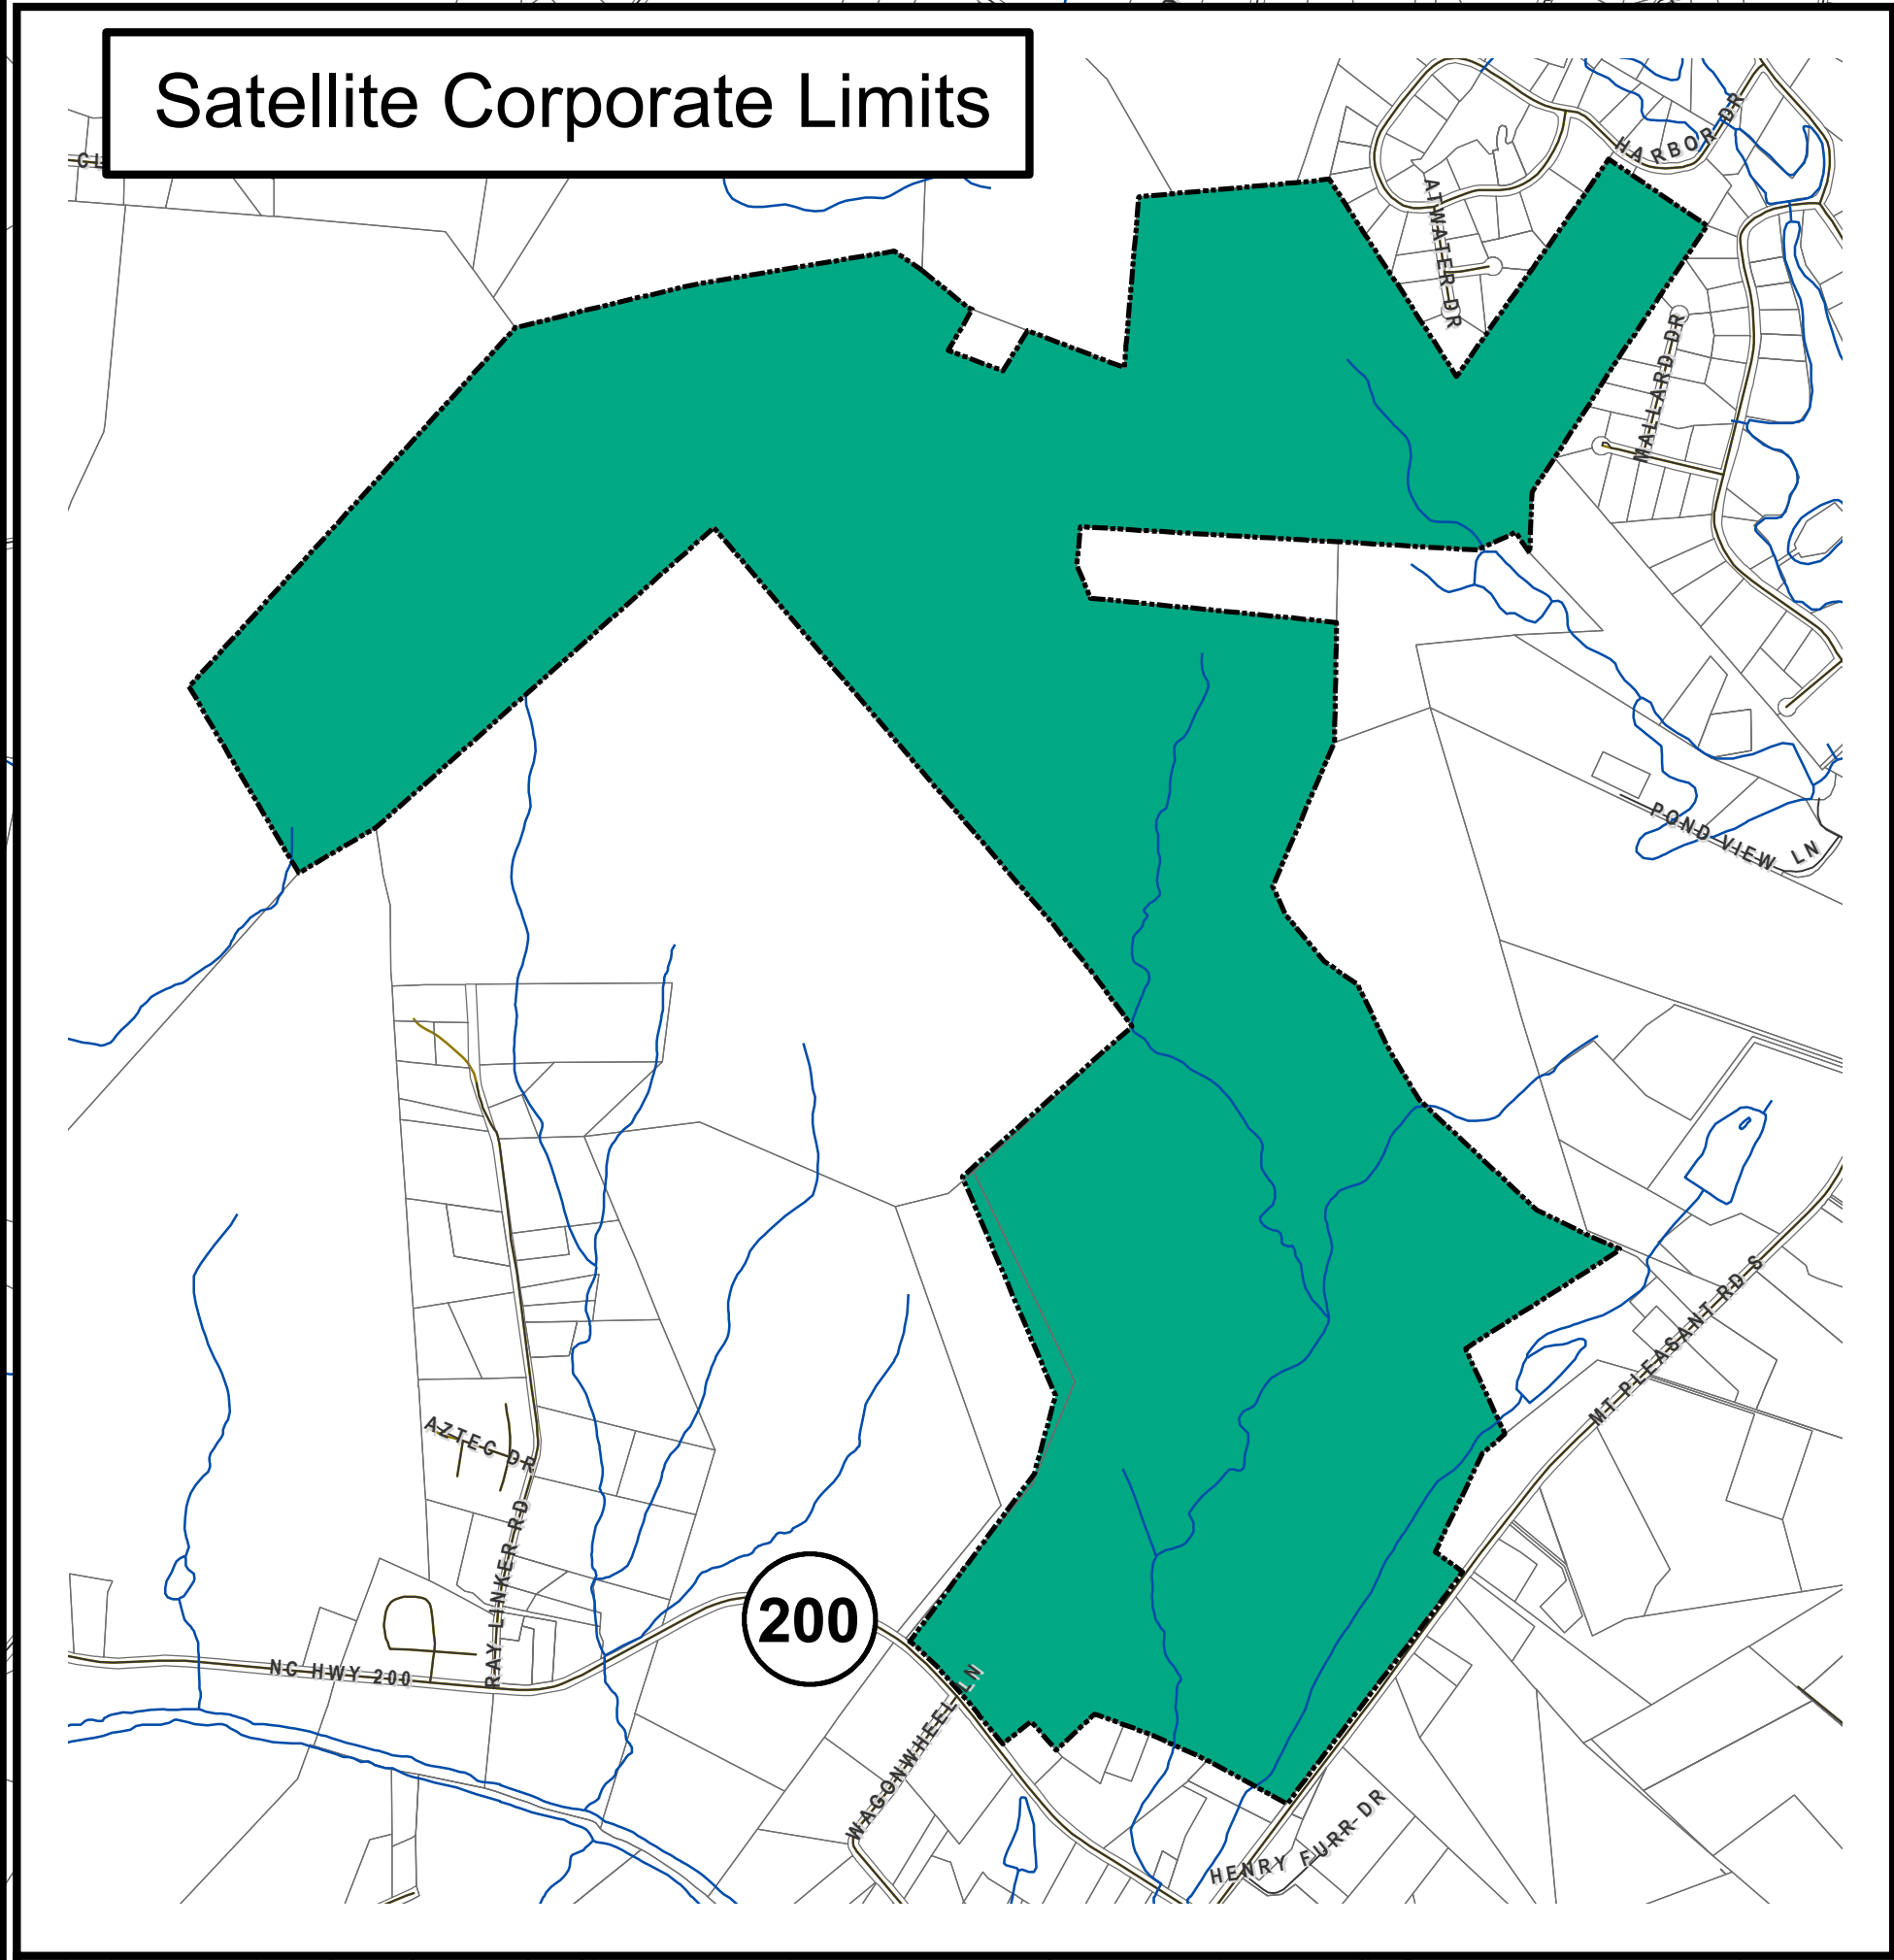 Satellite Corporate Limits
HARBOR DR
ATWATER DR
MALLARD DR
POND VIEW LN
MT PLEASANT RD S
AZTEC DR
RAY LINKER RD
200
NC HWY 200
WAGONWHEEL LN
HENRY FURR DR